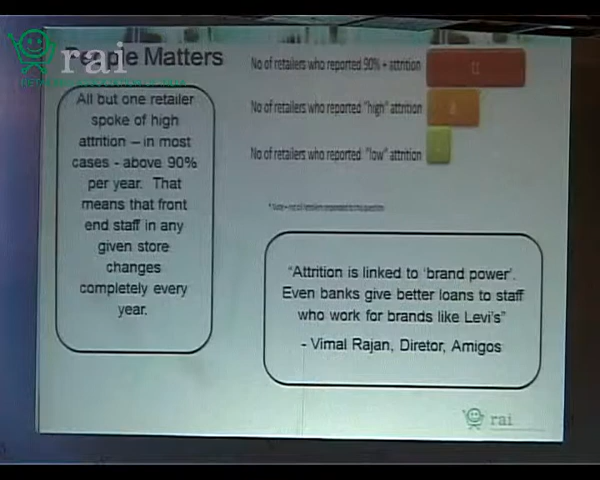 rai
People Matters
All but one retailer
spoke of high
attrition – in most
cases - above 90%
per year. That
means that front
end staff in any
given store
changes
completely every
year.
No of retailers who reported 90% + attrition
11
No of retailers who reported "high" attrition
No of retailers who reported "low" attrition
“Attrition is linked to ‘brand power’.
Even banks give better loans to staff
who work for brands like Levi’s”
- Vimal Rajan, Diretor, Amigos
rai